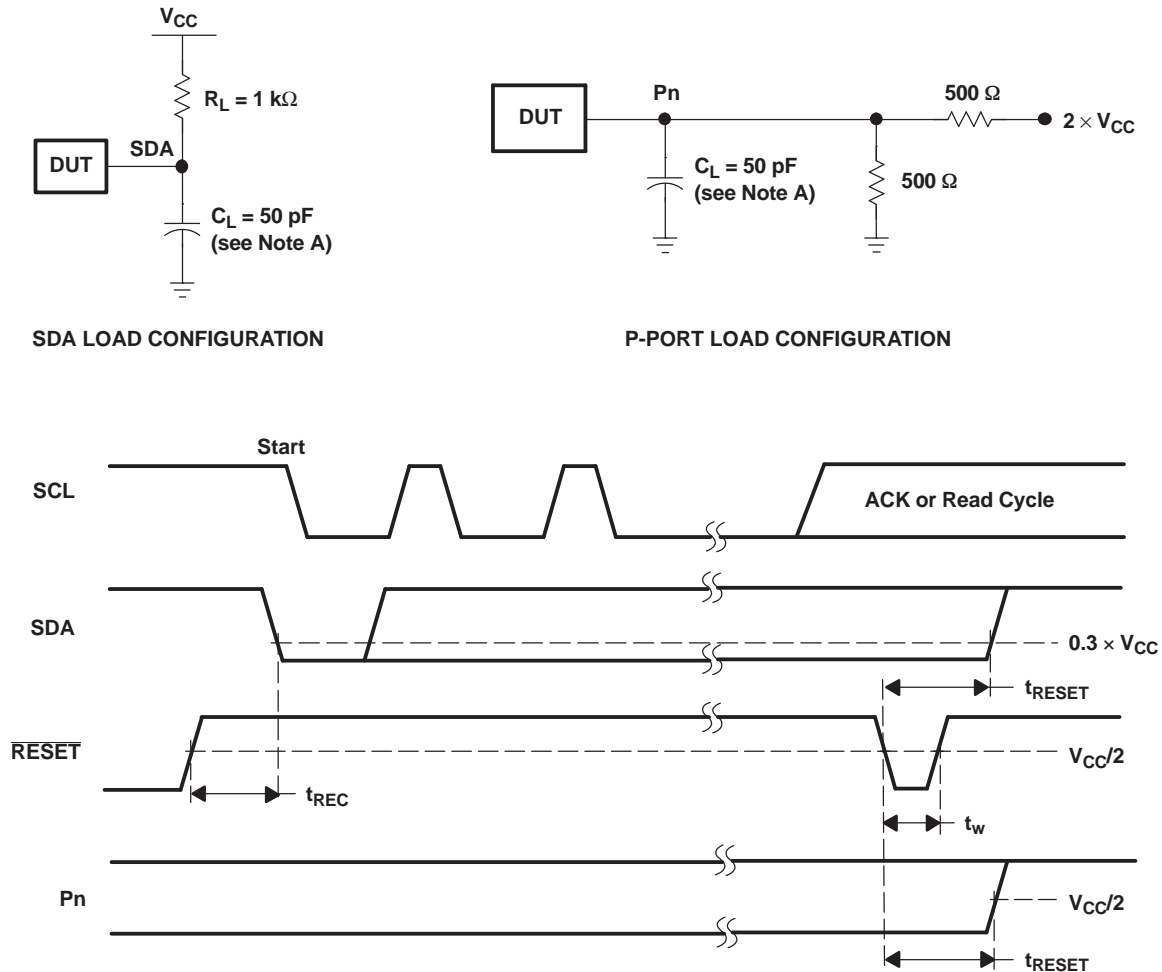 VCC
RL = 1 kΩ
DUT
SDA
CL = 50 pF
(see Note A)
SDA LOAD CONFIGURATION
DUT
Pn
500 Ω
2 × VCC
CL = 50 pF
(see Note A)
500 Ω
P-PORT LOAD CONFIGURATION
Start
SCL
ACK or Read Cycle
SDA
0.3 × VCC
tRESET
RESET
VCC/2
tREC
tw
Pn
VCC/2
tRESET